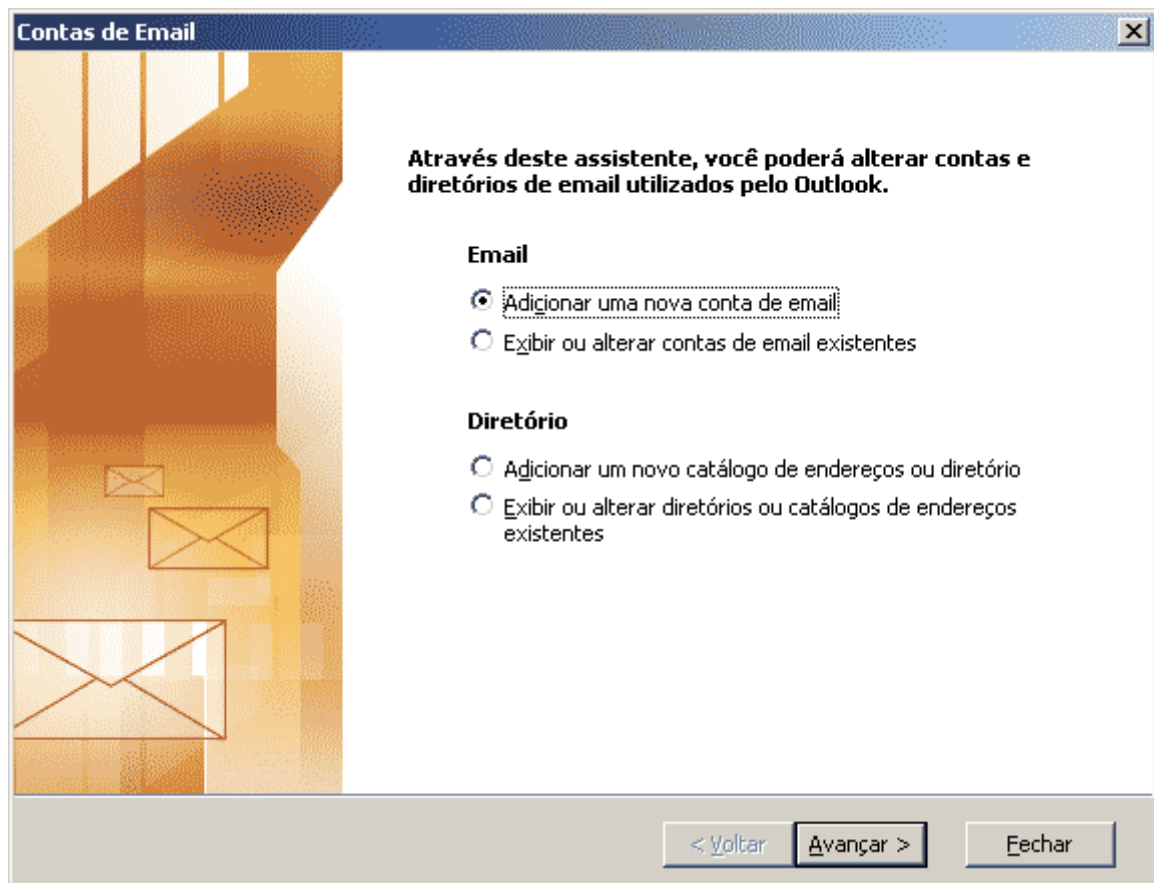 Contas de Email
Através deste assistente, você poderá alterar contas e
diretórios de email utilizados pelo Outlook.
Email
Adicionar uma nova conta de email
Exibir ou alterar contas de email existentes
Diretório
Adicionar um novo catálogo de endereços ou diretório
Exibir ou alterar diretórios ou catálogos de endereços
existentes
< Voltar Avançar > Fechar